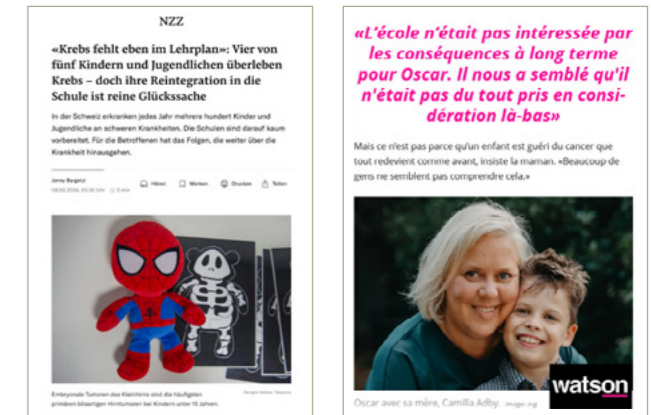 NZZ
«Krebs fehlt eben im Lehrplan»: Vier von
fünf Kindern und Jugendlichen überleben
Krebs – doch ihre Reintegration in die
Schule ist reine Glückssache
In der Schweiz erkranken jedes Jahr mehrere hundert Kinder und
Jugendliche an schweren Krankheiten. Die Schulen sind darauf kaum
vorbereitet. Für die Betroffenen hat das Folgen, die weiter über die
Krankheit hinausgehen.
Jenny Bargetzi
Hören Merken Drucken Teilen
Embryonale Tumoren des Kleinhirns sind die häufigsten
primären bösartigen Hirntumoren bei Kindern unter 15 Jahren.
«L'école n'était pas intéressée par
les conséquences à long terme
pour Oscar. Il nous a semblé qu'il
n'était pas du tout pris en consi-
dération là-bas»
Mais ce n'est pas parce qu'un enfant est guéri du cancer que
tout redevient comme avant, insiste la maman. «Beaucoup de
gens ne semblent pas comprendre cela.»
watson
Oscar avec sa mère, Camilla Adby.